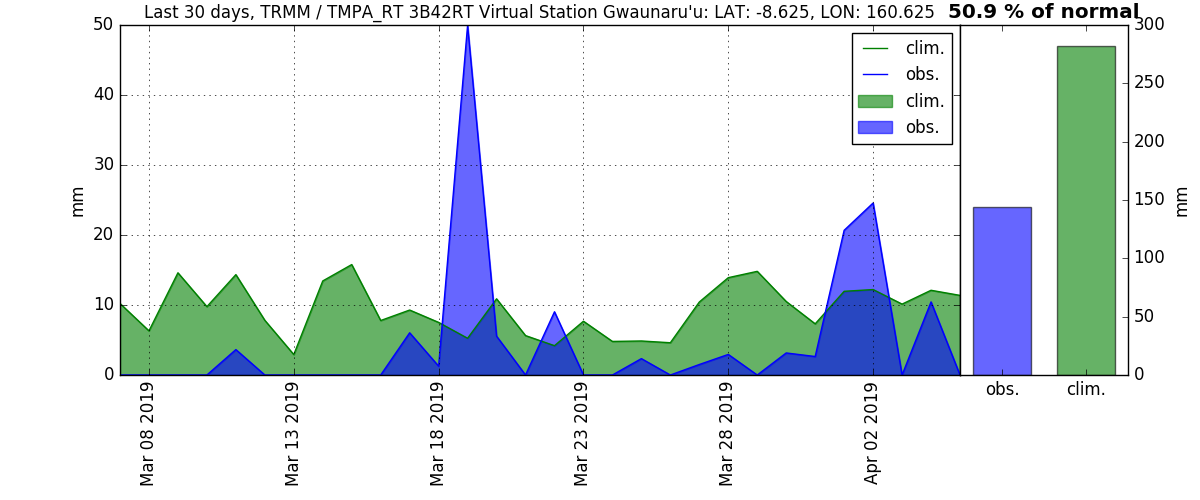 Last 30 days, TRMM / TMPA_RT 3B42RT Virtual Station Gwaunaru'u: LAT: -8.625, LON: 160.625
50.9 % of normal
50
40
30
20
10
0
mm
clim.
obs.
clim.
obs.
Mar 08 2019
Mar 13 2019
Mar 18 2019
Mar 23 2019
Mar 28 2019
Apr 02 2019
300
250
200
150
100
50
0
mm
obs. clim.